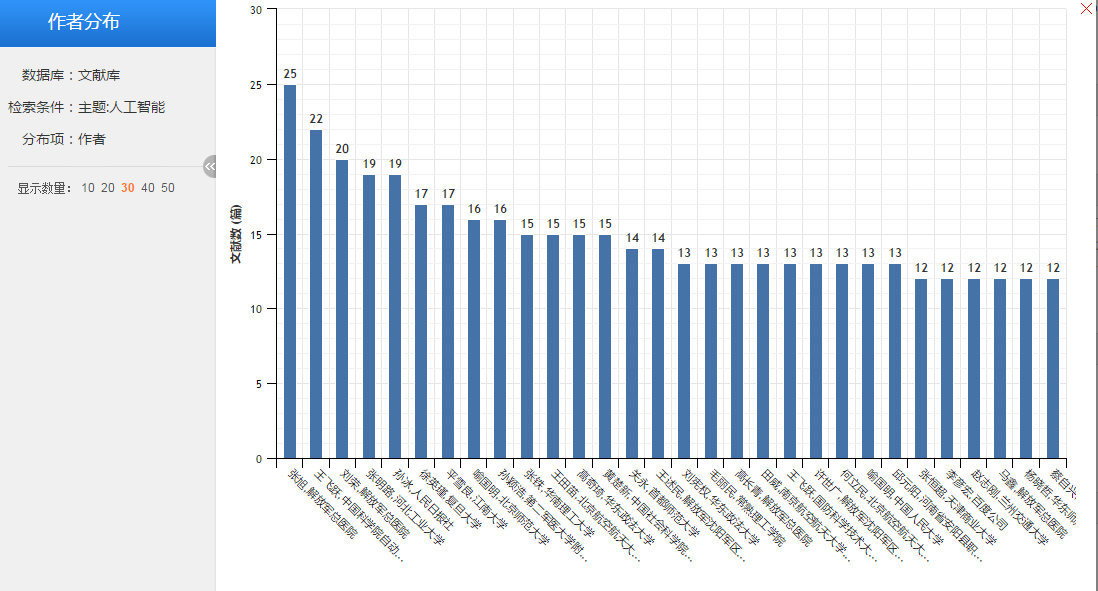 作者分布
数据库：文献库
检索条件：主题:人工智能
分布项：作者
显示数量： 10 20 30 40 50
文献数 (篇)
30
25
20
15
10
5
0
25
22
20
19
19
17
17
16
16
15
15
15
15
14
14
13
13
13
13
13
13
13
13
13
12
12
12
12
12
12
张旭,解放军总医院
王飞跃,中国科学院自动...
刘荣,解放军总医院
张明路,河北工业大学
孙冰,人民日报社
徐英瑾,复旦大学
平雪良,江南大学
喻国明,北京师范大学
孙颖浩,第二军医大学附...
张铁,华南理工大学
王田苗,北京航空航天大...
高奇琦,华东政法大学
黄楚新,中国社会科学院...
关永,首都师范大学
王述民,解放军沈阳军区...
刘宪权,华东政法大学
毛丽民,常熟理工学院
高长青,解放军总医院
田威,南京航空航天大学...
王飞跃,国防科学技术大...
许世广,解放军沈阳军区...
何立民,北京航空航天大...
喻国明,中国人民大学
邱元阳,河南省安阳县职...
张恒超,天津商业大学
李彦宏,百度公司
赵志刚,兰州交通大学
马鑫,解放军总医院
杨晓哲,华东师
蔡自兴,